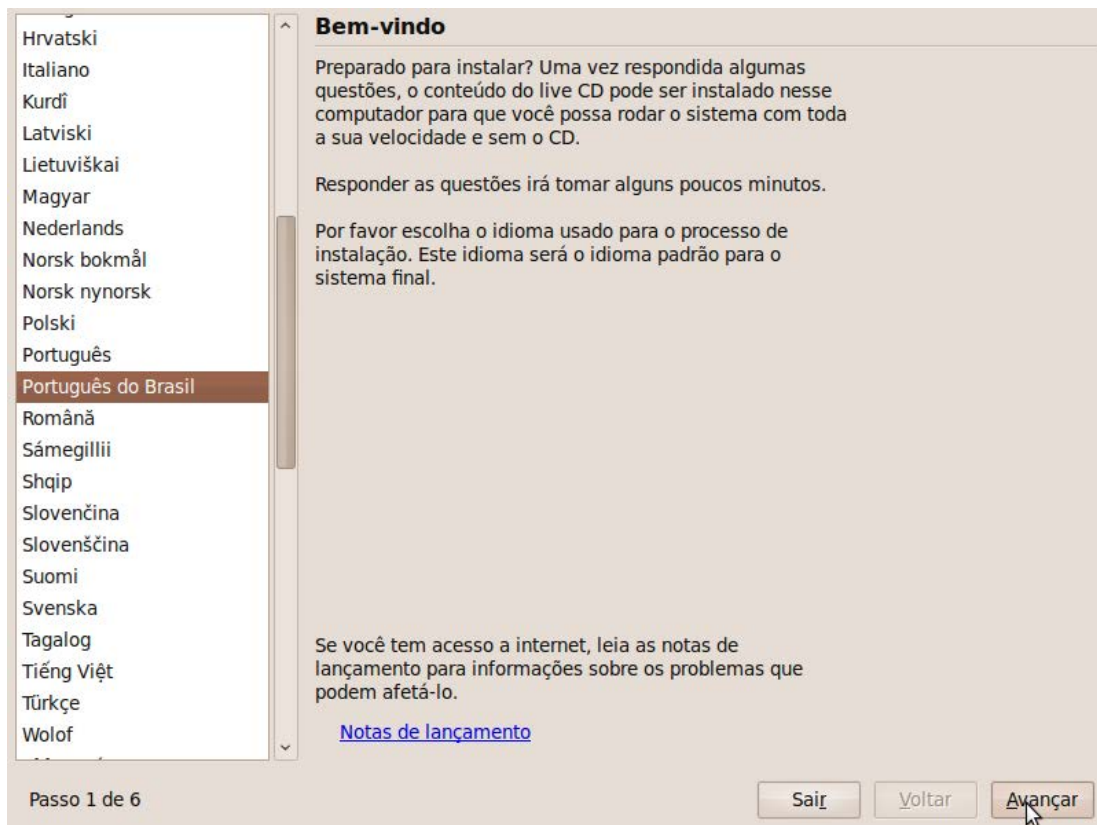 Hrvatski
Italiano
Kurdî
Latviski
Lietuviškai
Magyar
Nederlands
Norsk bokmål
Norsk nynorsk
Polski
Português
Português do Brasil
Română
Sámegillii
Shqip
Slovenčina
Slovenščina
Suomi
Svenska
Tagalog
Tiếng Việt
Türkçe
Wolof
Bem-vindo
Preparado para instalar? Uma vez respondida algumas
questões, o conteúdo do live CD pode ser instalado nesse
computador para que você possa rodar o sistema com toda
a sua velocidade e sem o CD.
Responder as questões irá tomar alguns poucos minutos.
Por favor escolha o idioma usado para o processo de
instalação. Este idioma será o idioma padrão para o
sistema final.
Se você tem acesso a internet, leia as notas de
lançamento para informações sobre os problemas que
podem afetá-lo.
Notas de lançamento
Passo 1 de 6
Sair
Voltar
Avançar